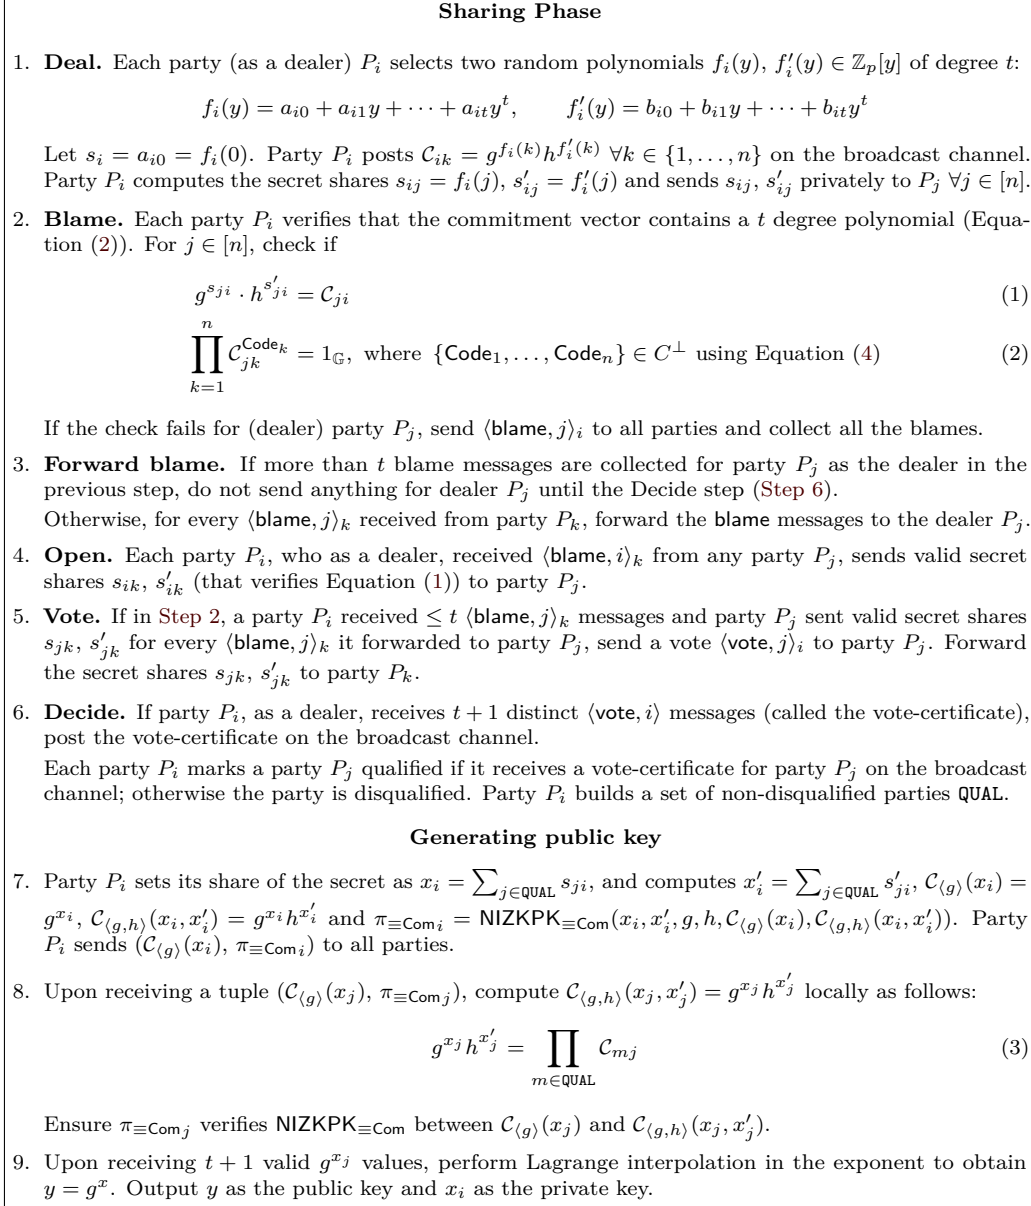 Sharing Phase
1. Deal. Each party (as a dealer) P_i selects two random polynomials f_i(y), f'_i(y) ∈ ℤ_p[y] of degree t:
f_i(y) = a_{i0} + a_{i1}y + ··· + a_{it}y^t, f'_i(y) = b_{i0} + b_{i1}y + ··· + b_{it}y^t
Let s_i = a_{i0} = f_i(0). Party P_i posts 𝒞_{ik} = g^{f_i(k)}h^{f'_i(k)} ∀k ∈ {1, . . . , n} on the broadcast channel.
Party P_i computes the secret shares s_{ij} = f_i(j), s'_{ij} = f'_i(j) and sends s_{ij}, s'_{ij} privately to P_j ∀j ∈ [n].
2. Blame. Each party P_i verifies that the commitment vector contains a t degree polynomial (Equa-
tion (2)). For j ∈ [n], check if
g^{s_{ji}} · h^{s'_{ji}} = 𝒞_{ji} (1)
∏_{k=1}^{n} 𝒞_{jk}^{Code_k} = 1_𝔾, where {Code_1, . . . , Code_n} ∈ C^⊥ using Equation (4) (2)
If the check fails for (dealer) party P_j, send ⟨blame, j⟩_i to all parties and collect all the blames.
3. Forward blame. If more than t blame messages are collected for party P_j as the dealer in the
previous step, do not send anything for dealer P_j until the Decide step (Step 6).
Otherwise, for every ⟨blame, j⟩_k received from party P_k, forward the blame messages to the dealer P_j.
4. Open. Each party P_i, who as a dealer, received ⟨blame, i⟩_k from any party P_j, sends valid secret
shares s_{ik}, s'_{ik} (that verifies Equation (1)) to party P_j.
5. Vote. If in Step 2, a party P_i received ≤ t ⟨blame, j⟩_k messages and party P_j sent valid secret shares
s_{jk}, s'_{jk} for every ⟨blame, j⟩_k it forwarded to party P_j, send a vote ⟨vote, j⟩_i to party P_j. Forward
the secret shares s_{jk}, s'_{jk} to party P_k.
6. Decide. If party P_i, as a dealer, receives t + 1 distinct ⟨vote, i⟩ messages (called the vote-certificate),
post the vote-certificate on the broadcast channel.
Each party P_i marks a party P_j qualified if it receives a vote-certificate for party P_j on the broadcast
channel; otherwise the party is disqualified. Party P_i builds a set of non-disqualified parties QUAL.
Generating public key
7. Party P_i sets its share of the secret as x_i = ∑_{j∈QUAL} s_{ji}, and computes x'_i = ∑_{j∈QUAL} s'_{ji}, 𝒞_{⟨g⟩}(x_i) =
g^{x_i}, 𝒞_{⟨g,h⟩}(x_i, x'_i) = g^{x_i}h^{x'_i} and π_{≡Com_i} = NIZKPK_{≡Com}(x_i, x'_i, g, h, 𝒞_{⟨g⟩}(x_i), 𝒞_{⟨g,h⟩}(x_i, x'_i)). Party
P_i sends (𝒞_{⟨g⟩}(x_i), π_{≡Com_i}) to all parties.
8. Upon receiving a tuple (𝒞_{⟨g⟩}(x_j), π_{≡Com_j}), compute 𝒞_{⟨g,h⟩}(x_j, x'_j) = g^{x_j}h^{x'_j} locally as follows:
g^{x_j}h^{x'_j} = ∏_{m∈QUAL} 𝒞_{mj} (3)
Ensure π_{≡Com_j} verifies NIZKPK_{≡Com} between 𝒞_{⟨g⟩}(x_j) and 𝒞_{⟨g,h⟩}(x_j, x'_j).
9. Upon receiving t + 1 valid g^{x_j} values, perform Lagrange interpolation in the exponent to obtain
y = g^x. Output y as the public key and x_i as the private key.